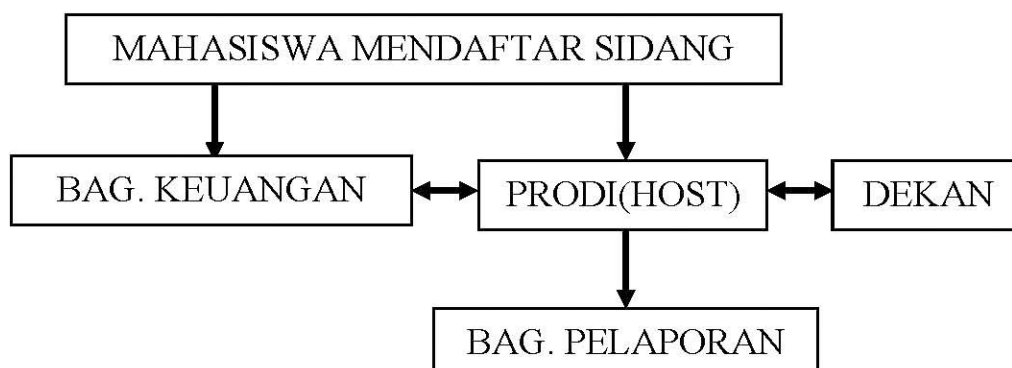 MAHASISWA MENDAFTAR SIDANG
BAG. KEUANGAN
PRODI(HOST)
DEKAN
BAG. PELAPORAN